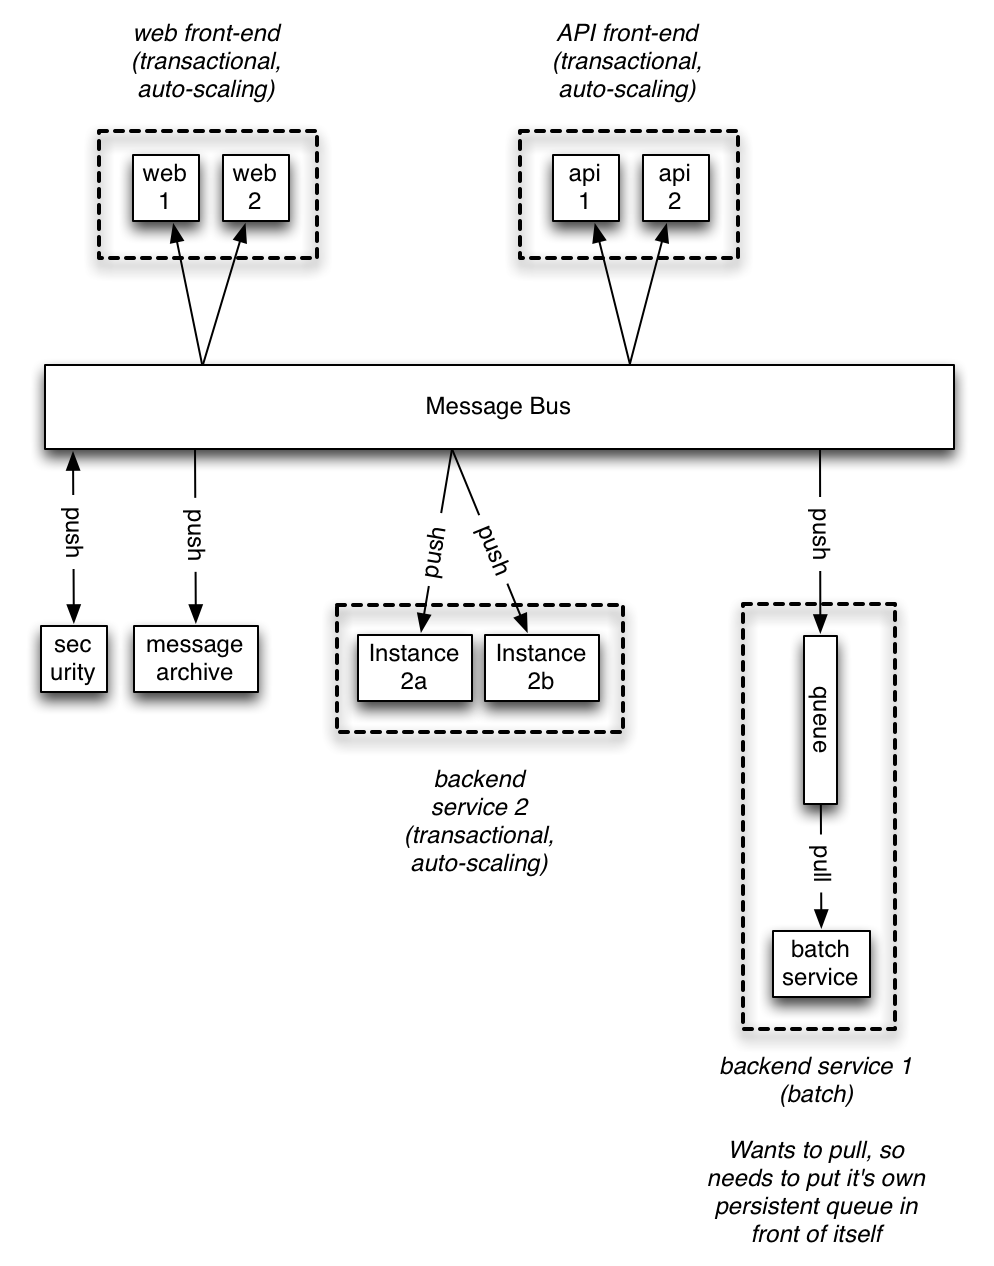 web front-end
(transactional,
auto-scaling)
API front-end
(transactional,
auto-scaling)
web
1
web
2
api
1
api
2
Message Bus
push
push
push
push
push
sec
urity
message
archive
Instance
2a
Instance
2b
queue
backend
service 2
(transactional,
auto-scaling)
pull
batch
service
backend service 1
(batch)
Wants to pull, so
needs to put it's own
persistent queue in
front of itself